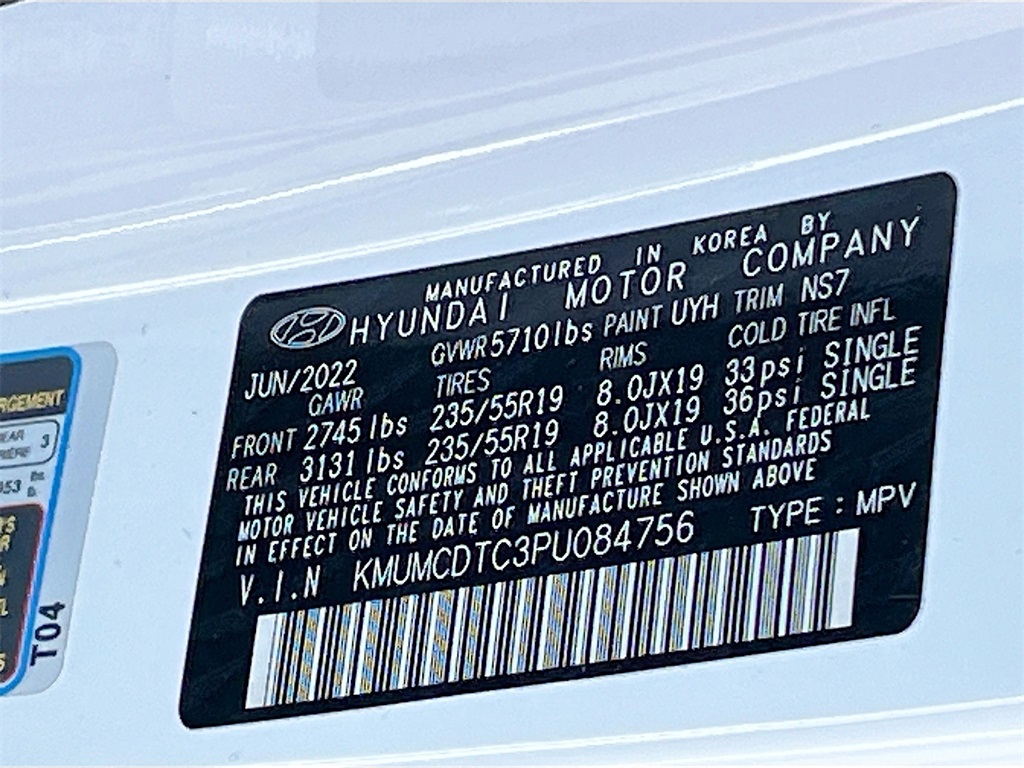 MANUFACTURED IN KOREA BY
HYUNDAI MOTOR COMPANY
JUN/2022 GVWR 5710lbs PAINT UYH TRIM NS7
GAWR TIRES RIMS COLD TIRE INFL
FRONT 2745 lbs 235/55R19 8.0JX19 33psi SINGLE
REAR 3131 lbs 235/55R19 8.0JX19 36psi SINGLE
THIS VEHICLE CONFORMS TO ALL APPLICABLE U.S.A. FEDERAL
MOTOR VEHICLE SAFETY AND THEFT PREVENTION STANDARDS
IN EFFECT ON THE DATE OF MANUFACTURE SHOWN ABOVE
V.I.N KMUMCDTC3PU084756 TYPE : MPV
3
T04